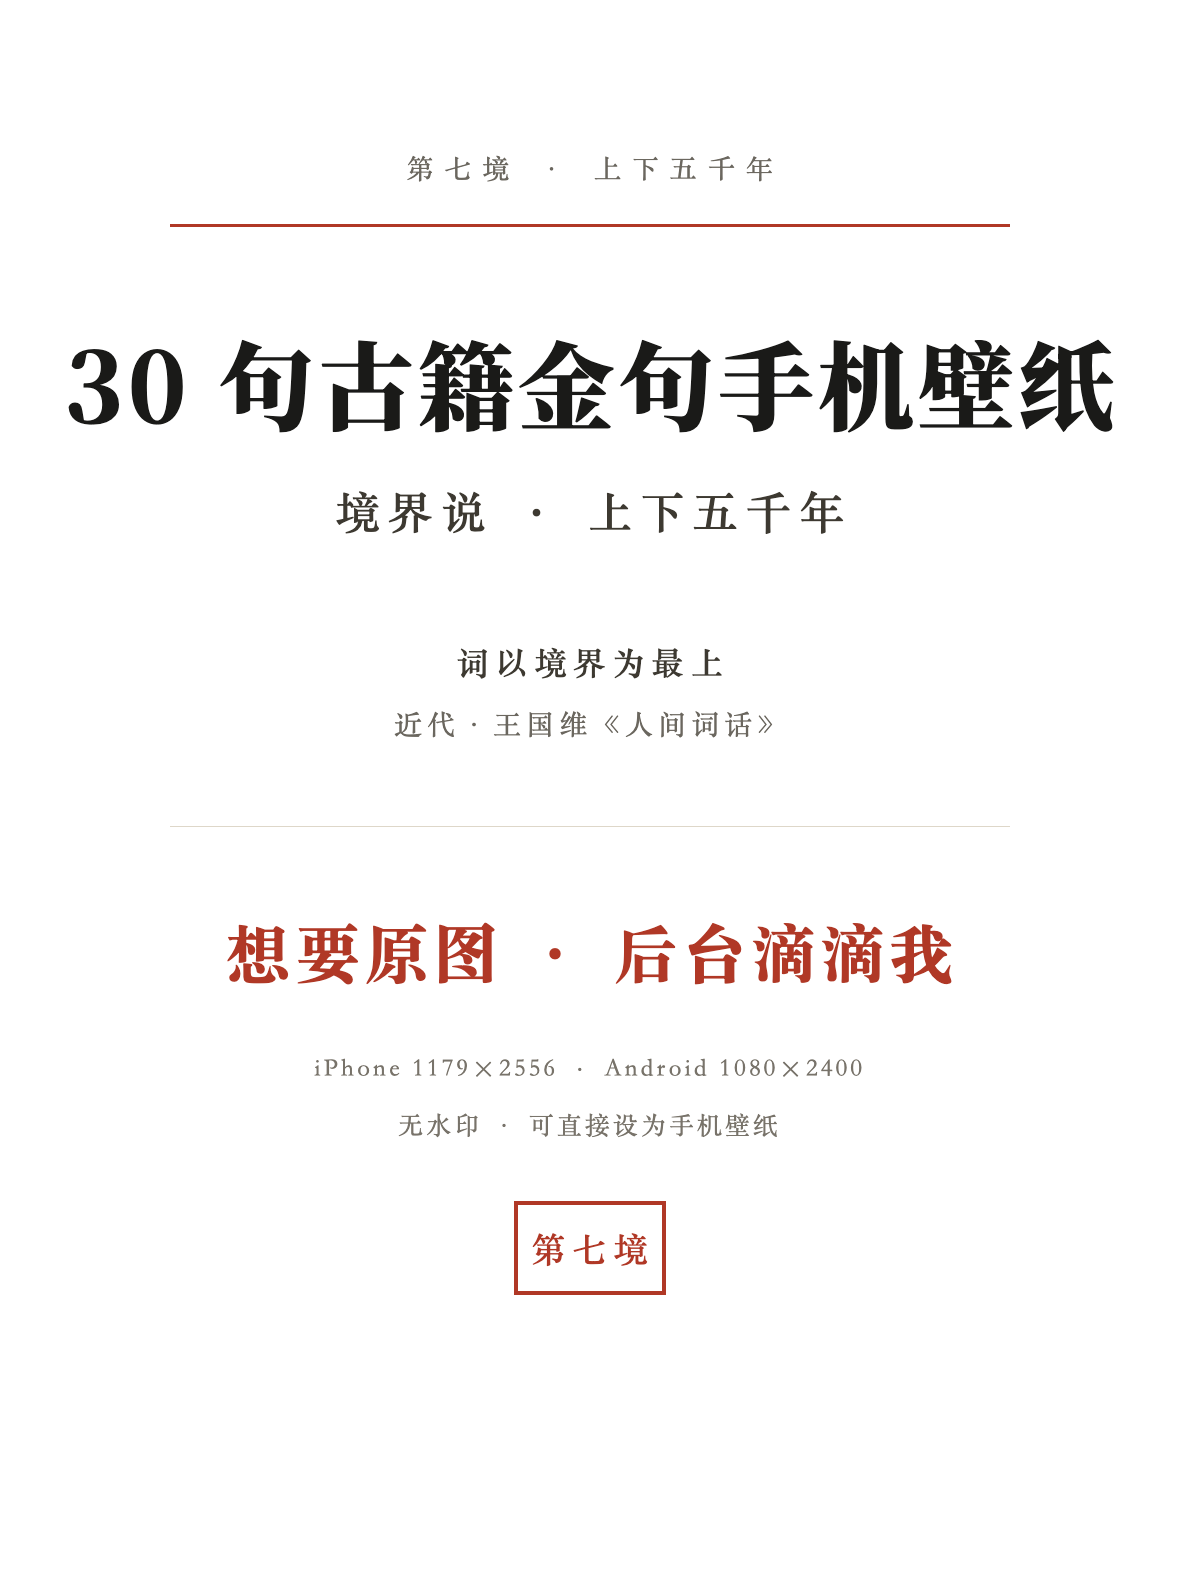 第七境 · 上下五千年
30 句古籍金句手机壁纸
境界说 · 上下五千年
词以境界为最上
近代 · 王国维《人间词话》
想要原图 · 后台滴滴我
iPhone 1179×2556 · Android 1080×2400
无水印 · 可直接设为手机壁纸
第七境